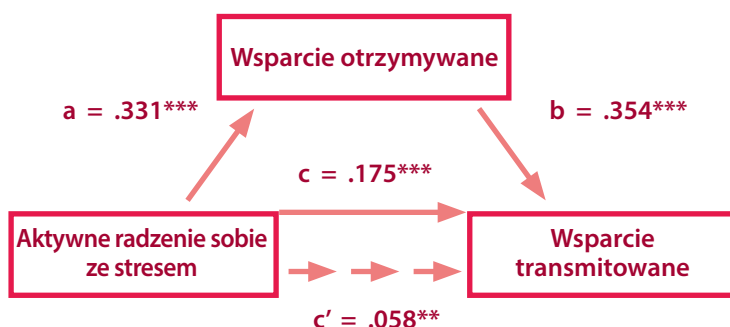 Wsparcie otrzymywane
a = .331***
b = .354***
c = .175***
Aktywne radzenie sobie
ze stresem
Wsparcie
transmitowane
c’ = .058**